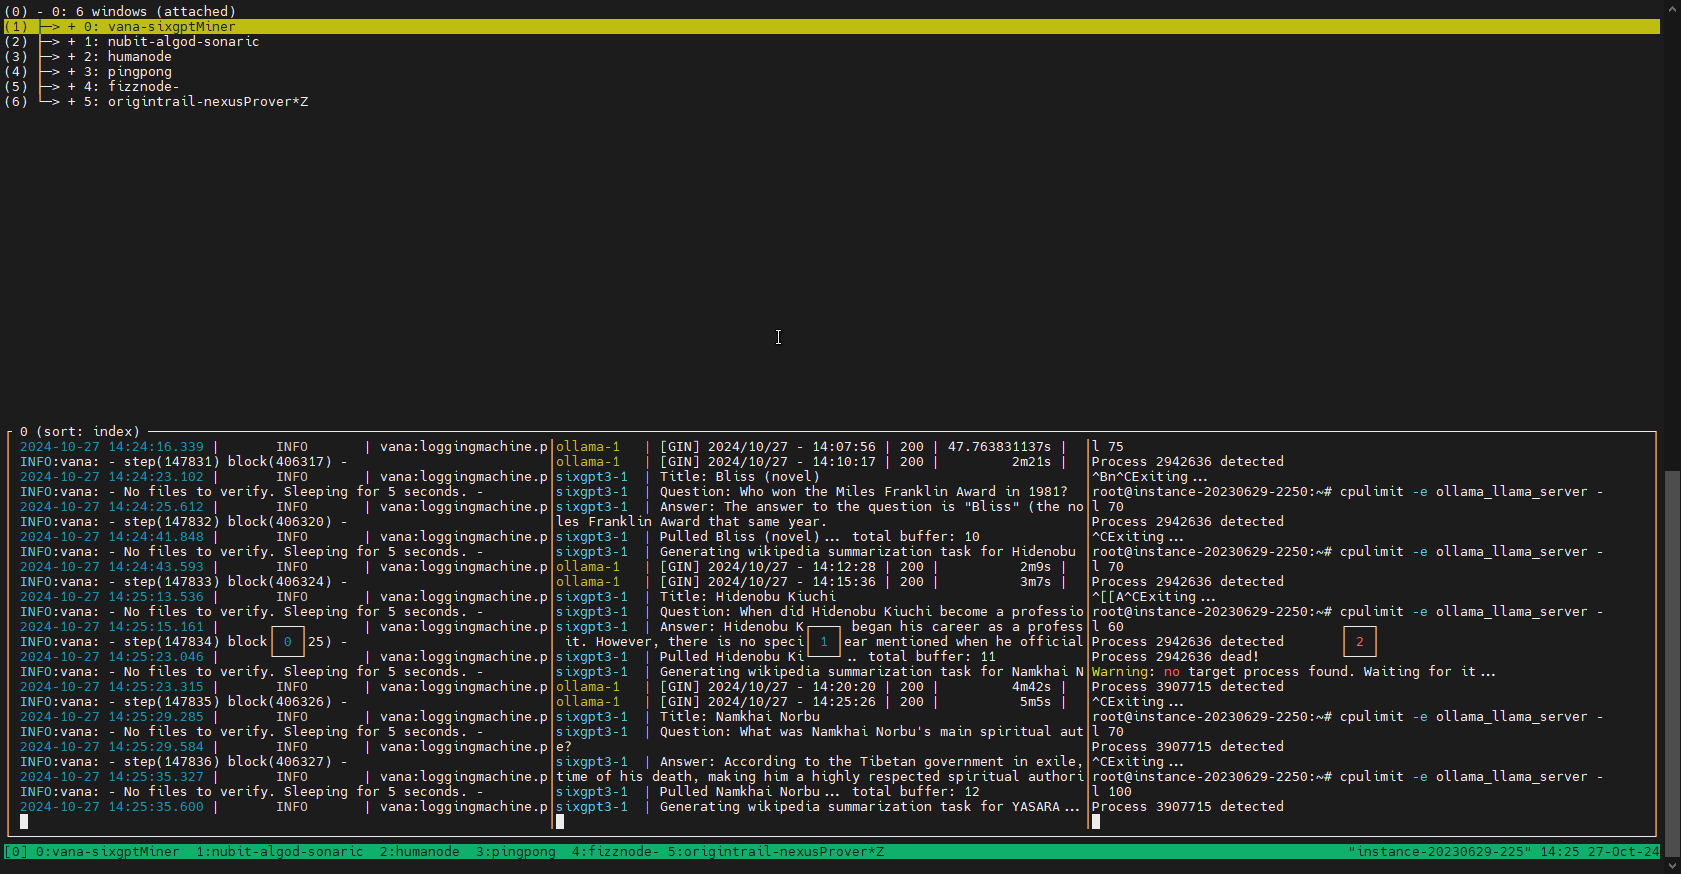 (0) - 0: 6 windows (attached)
(1) ├─> + 0: vana-sixgptMiner
(2) ├─> + 1: nubit-algod-sonaric
(3) ├─> + 2: humanode
(4) ├─> + 3: pingpong
(5) ├─> + 4: fizznode-
(6) └─> + 5: origintrail-nexusProver*Z
0 (sort: index)
2024-10-27 14:24:16.339 | INFO | vana:loggingmachine.p
INFO:vana: - step(147831) block(406317) -
2024-10-27 14:24:23.102 | INFO | vana:loggingmachine.p
INFO:vana: - No files to verify. Sleeping for 5 seconds. -
2024-10-27 14:24:25.612 | INFO | vana:loggingmachine.p
INFO:vana: - step(147832) block(406320) -
2024-10-27 14:24:41.848 | INFO | vana:loggingmachine.p
INFO:vana: - No files to verify. Sleeping for 5 seconds. -
2024-10-27 14:24:43.593 | INFO | vana:loggingmachine.p
INFO:vana: - step(147833) block(406324) -
2024-10-27 14:25:13.536 | INFO | vana:loggingmachine.p
INFO:vana: - No files to verify. Sleeping for 5 seconds. -
2024-10-27 14:25:15.161 | INFO | vana:loggingmachine.p
INFO:vana: - step(147834) block 0 25) -
2024-10-27 14:25:23.046 | INFO | vana:loggingmachine.p
INFO:vana: - No files to verify. Sleeping for 5 seconds. -
2024-10-27 14:25:23.315 | INFO | vana:loggingmachine.p
INFO:vana: - step(147835) block(406326) -
2024-10-27 14:25:29.285 | INFO | vana:loggingmachine.p
INFO:vana: - No files to verify. Sleeping for 5 seconds. -
2024-10-27 14:25:29.584 | INFO | vana:loggingmachine.p
INFO:vana: - step(147836) block(406327) -
2024-10-27 14:25:35.327 | INFO | vana:loggingmachine.p
INFO:vana: - No files to verify. Sleeping for 5 seconds. -
2024-10-27 14:25:35.600 | INFO | vana:loggingmachine.p
ollama-1 | [GIN] 2024/10/27 - 14:07:56 | 200 | 47.763831137s |
ollama-1 | [GIN] 2024/10/27 - 14:10:17 | 200 | 2m21s |
sixgpt3-1 | Title: Bliss (novel)
sixgpt3-1 | Question: Who won the Miles Franklin Award in 1981?
sixgpt3-1 | Answer: The answer to the question is "Bliss" (the no
les Franklin Award that same year.
sixgpt3-1 | Pulled Bliss (novel)... total buffer: 10
sixgpt3-1 | Generating wikipedia summarization task for Hidenobu
ollama-1 | [GIN] 2024/10/27 - 14:12:28 | 200 | 2m9s |
ollama-1 | [GIN] 2024/10/27 - 14:15:36 | 200 | 3m7s |
sixgpt3-1 | Title: Hidenobu Kiuchi
sixgpt3-1 | Question: When did Hidenobu Kiuchi become a professio
sixgpt3-1 | Answer: Hidenobu K began his career as a profess
it. However, there is no speci 1 ear mentioned when he official
sixgpt3-1 | Pulled Hidenobu Ki .. total buffer: 11
sixgpt3-1 | Generating wikipedia summarization task for Namkhai N
ollama-1 | [GIN] 2024/10/27 - 14:20:20 | 200 | 4m42s |
ollama-1 | [GIN] 2024/10/27 - 14:25:26 | 200 | 5m5s |
sixgpt3-1 | Title: Namkhai Norbu
sixgpt3-1 | Question: What was Namkhai Norbu's main spiritual aut
e?
sixgpt3-1 | Answer: According to the Tibetan government in exile,
time of his death, making him a highly respected spiritual authori
sixgpt3-1 | Pulled Namkhai Norbu... total buffer: 12
sixgpt3-1 | Generating wikipedia summarization task for YASARA...
l 75
Process 2942636 detected
^Bn^CExiting...
root@instance-20230629-2250:~# cpulimit -e ollama_llama_server -
l 70
Process 2942636 detected
^CExiting...
root@instance-20230629-2250:~# cpulimit -e ollama_llama_server -
l 70
Process 2942636 detected
^[[A^CExiting...
root@instance-20230629-2250:~# cpulimit -e ollama_llama_server -
l 60
Process 2942636 detected 2
Process 2942636 dead!
Warning: no target process found. Waiting for it...
Process 3907715 detected
^CExiting...
root@instance-20230629-2250:~# cpulimit -e ollama_llama_server -
l 70
Process 3907715 detected
^CExiting...
root@instance-20230629-2250:~# cpulimit -e ollama_llama_server -
l 100
Process 3907715 detected
[0] 0:vana-sixgptMiner 1:nubit-algod-sonaric 2:humanode 3:pingpong 4:fizznode- 5:origintrail-nexusProver*Z "instance-20230629-225" 14:25 27-Oct-24